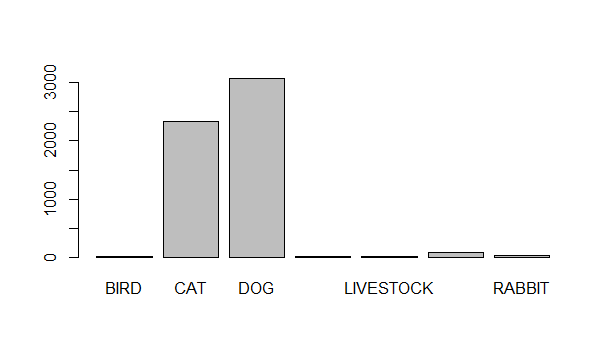 3000
2000
1000
0
BIRD CAT DOG LIVESTOCK RABBIT